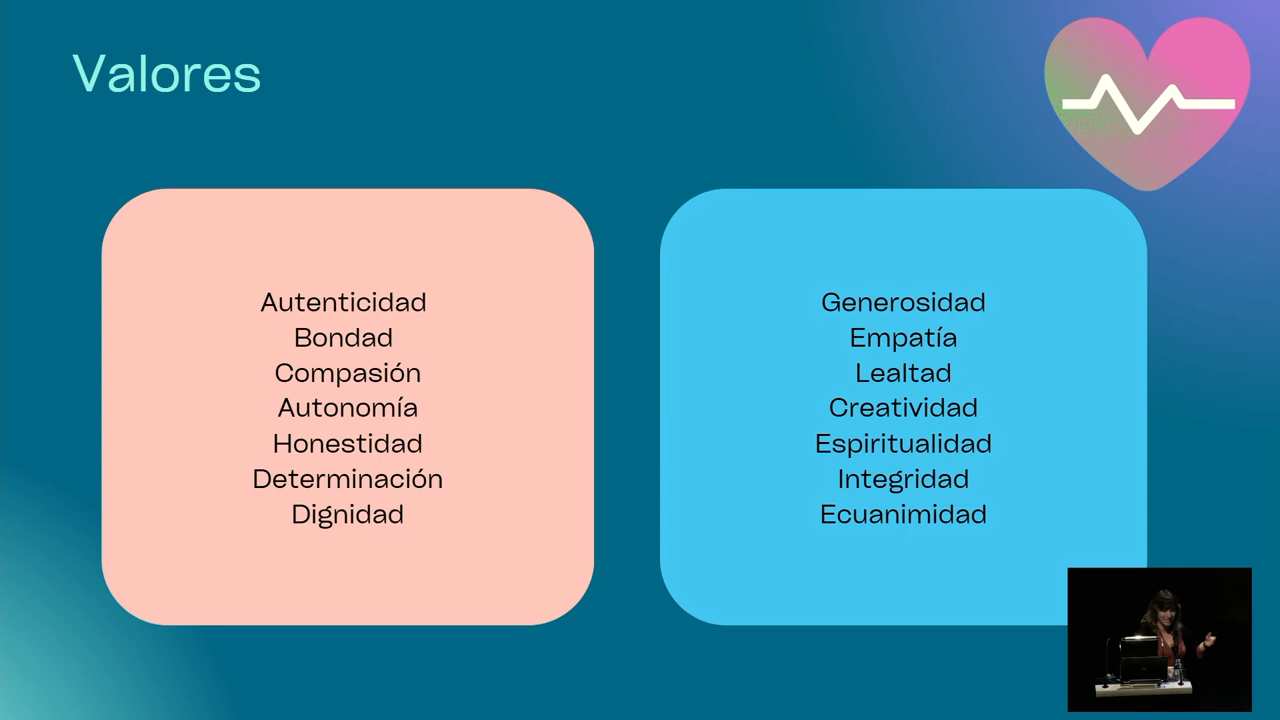 Valores
Autenticidad
Bondad
Compasión
Autonomía
Honestidad
Determinación
Dignidad
Generosidad
Empatía
Lealtad
Creatividad
Espiritualidad
Integridad
Ecuanimidad